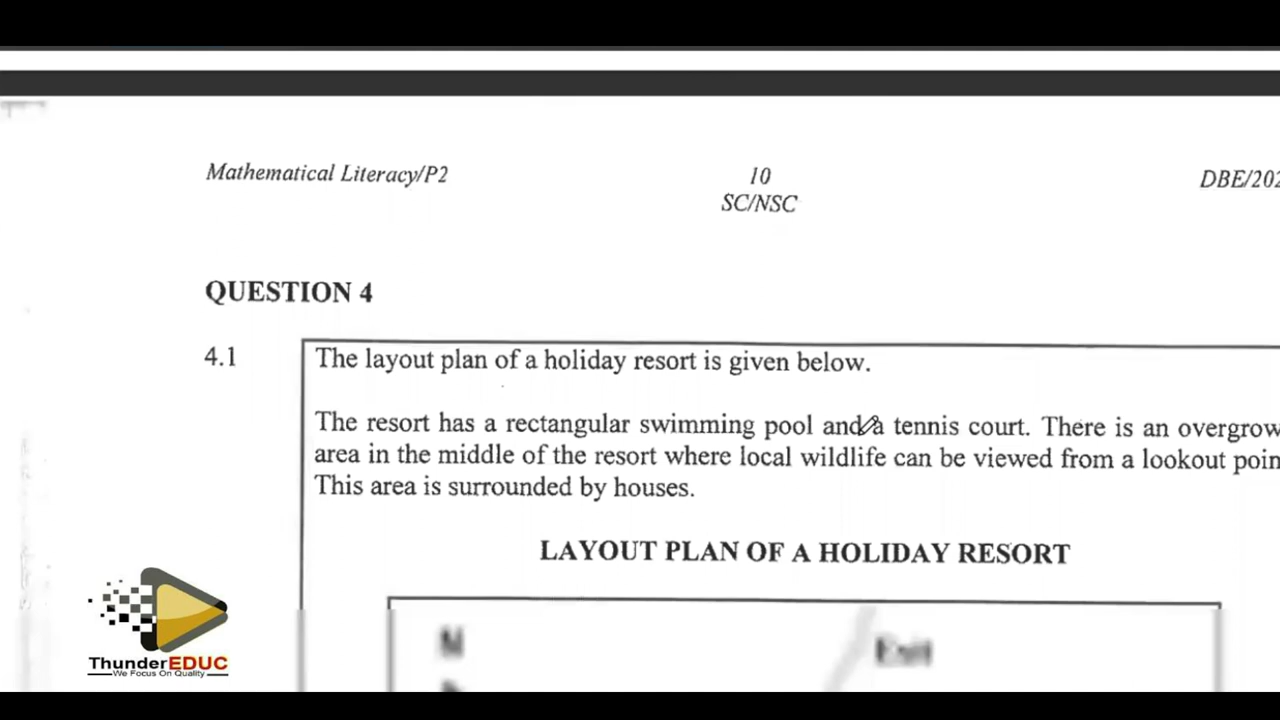 Mathematical Literacy/P2
10
DBE/202
SC/NSC
QUESTION 4
4.1
The layout plan of a holiday resort is given below.
The resort has a rectangular swimming pool and a tennis court. There is an overgrow
area in the middle of the resort where local wildlife can be viewed from a lookout poin
This area is surrounded by houses.
LAYOUT PLAN OF A HOLIDAY RESORT
N
Exit
ThunderEDUC
We Focus On Quality